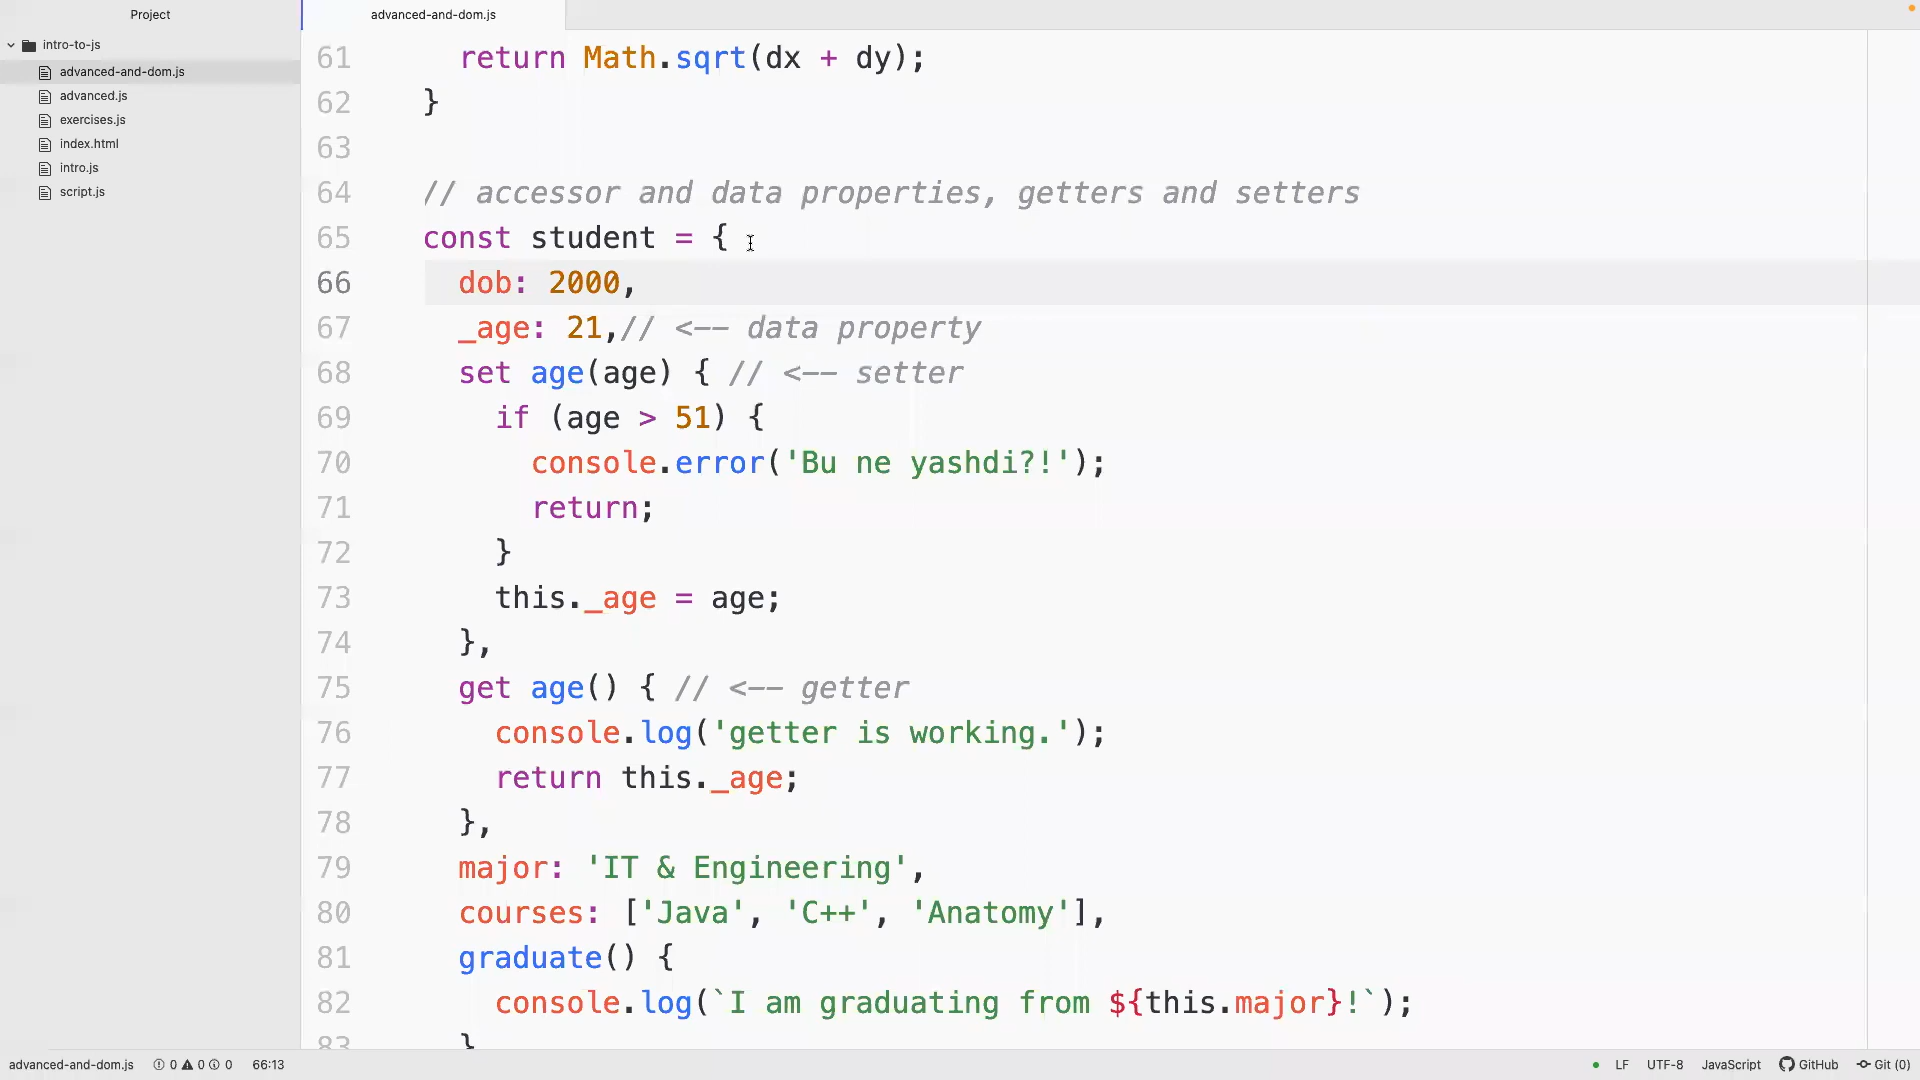 Project
advanced-and-dom.js
intro-to-js
advanced-and-dom.js
advanced.js
exercises.js
index.html
intro.js
script.js
61 return Math.sqrt(dx + dy);
62 }
63
64 // accessor and data properties, getters and setters
65 const student = {
66 dob: 2000,
67 _age: 21,// <-- data property
68 set age(age) { // <-- setter
69 if (age > 51) {
70 console.error('Bu ne yashdi?!');
71 return;
72 }
73 this._age = age;
74 },
75 get age() { // <-- getter
76 console.log('getter is working.');
77 return this._age;
78 },
79 major: 'IT & Engineering',
80 courses: ['Java', 'C++', 'Anatomy'],
81 graduate() {
82 console.log(`I am graduating from ${this.major}!`);
83 }
advanced-and-dom.js 0 0 0 66:13 LF UTF-8 JavaScript GitHub Git (0)